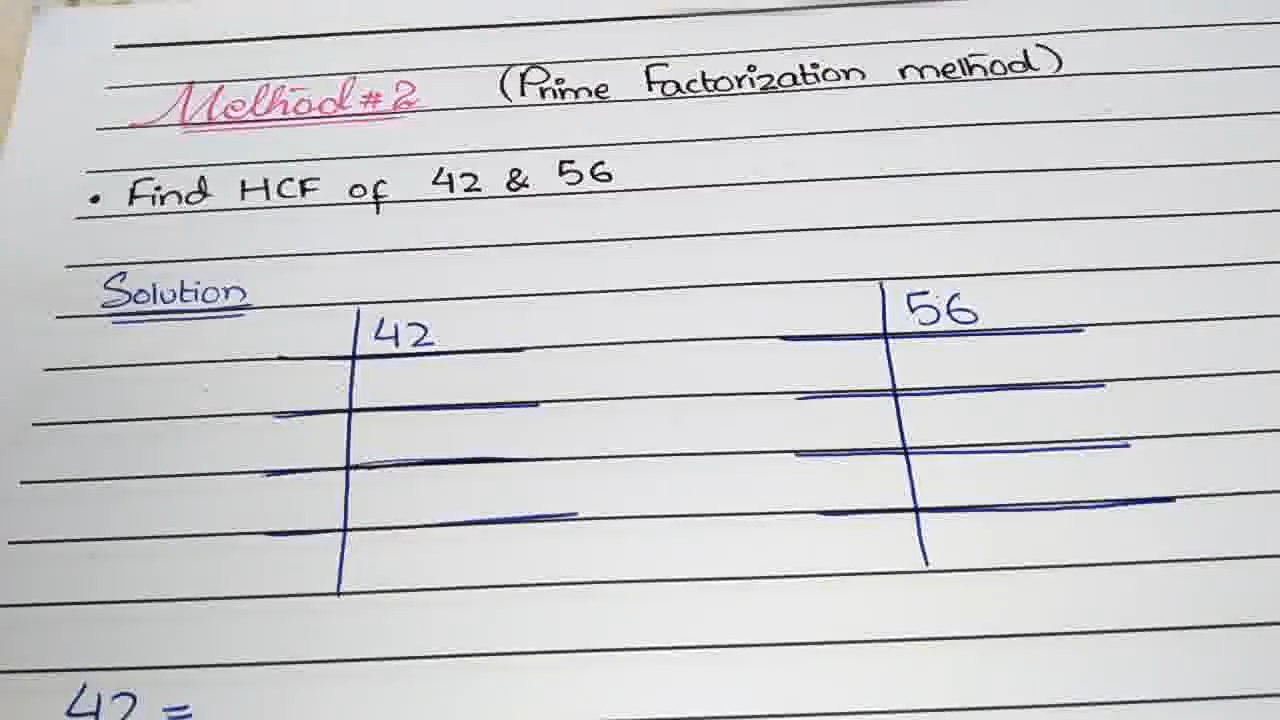 Method #2 (Prime Factorization method)
• Find HCF of 42 & 56
Solution
42 56
42 =